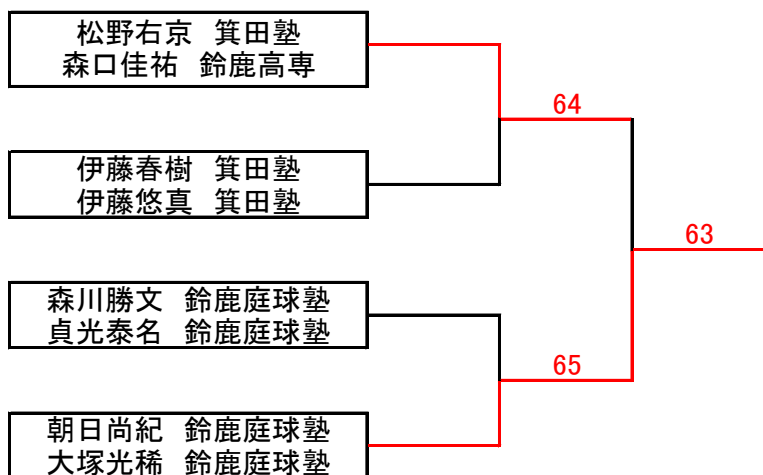 松野右京 箕田塾
森口佳祐 鈴鹿高専
64
伊藤春樹 箕田塾
伊藤悠真 箕田塾
63
森川勝文 鈴鹿庭球塾
貞光泰名 鈴鹿庭球塾
65
朝日尚紀 鈴鹿庭球塾
大塚光稀 鈴鹿庭球塾